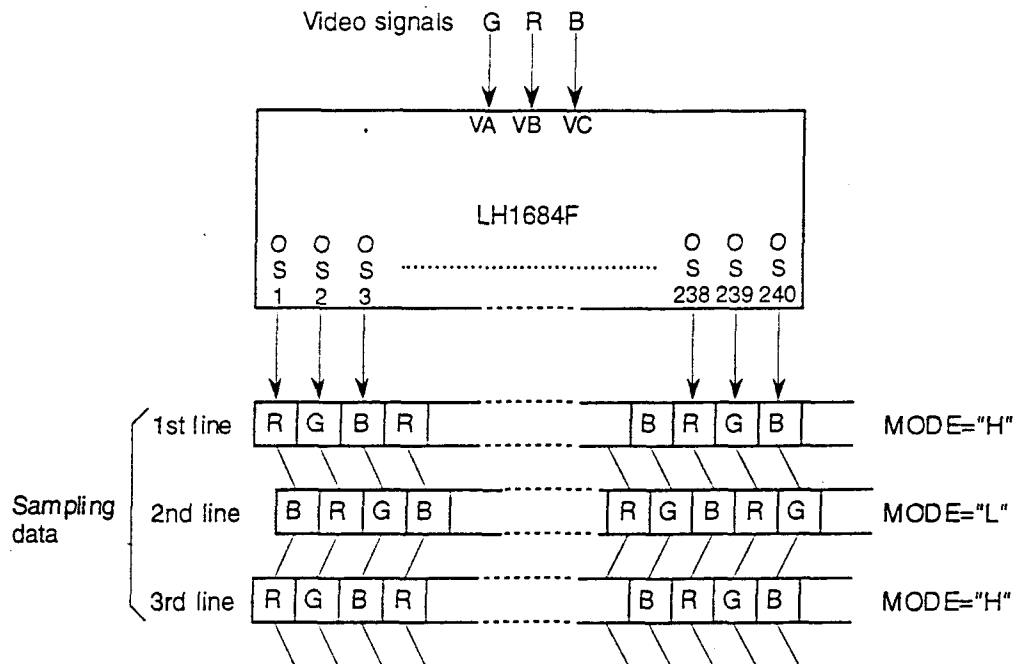 Video signals G R B
VA VB VC
LH1684F
O O O O O O
S S S S S S
1 2 3 238 239 240
1st line R G B R B R G B MODE="H"
Sampling data
2nd line B R G B R G B R G MODE="L"
3rd line R G B R B R G B MODE="H"